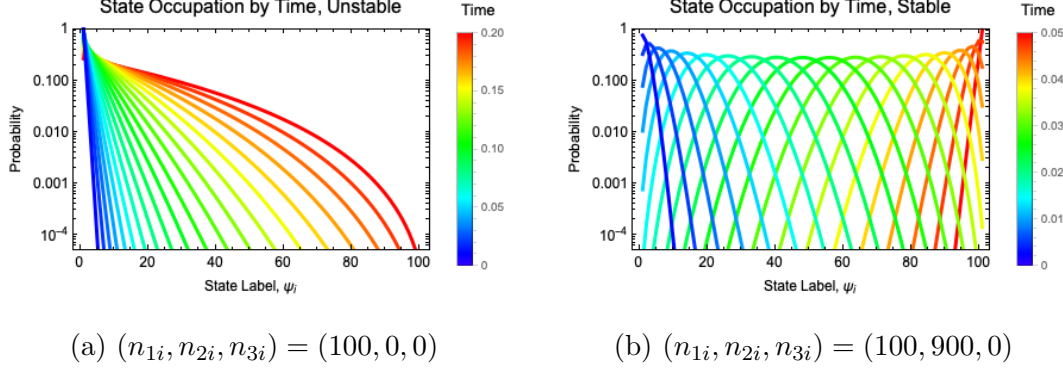 State Occupation by Time, Unstable
Time
1
0.100
0.010
0.001
10⁻⁴
Probability
0 20 40 60 80 100
State Label, ψᵢ
0.20
0.15
0.10
0.05
0
State Occupation by Time, Stable
Time
1
0.100
0.010
0.001
10⁻⁴
Probability
0 20 40 60 80 100
State Label, ψᵢ
0.05
0.04
0.03
0.02
0.01
0
(a) (n₁ᵢ, n₂ᵢ, n₃ᵢ) = (100, 0, 0)
(b) (n₁ᵢ, n₂ᵢ, n₃ᵢ) = (100, 900, 0)